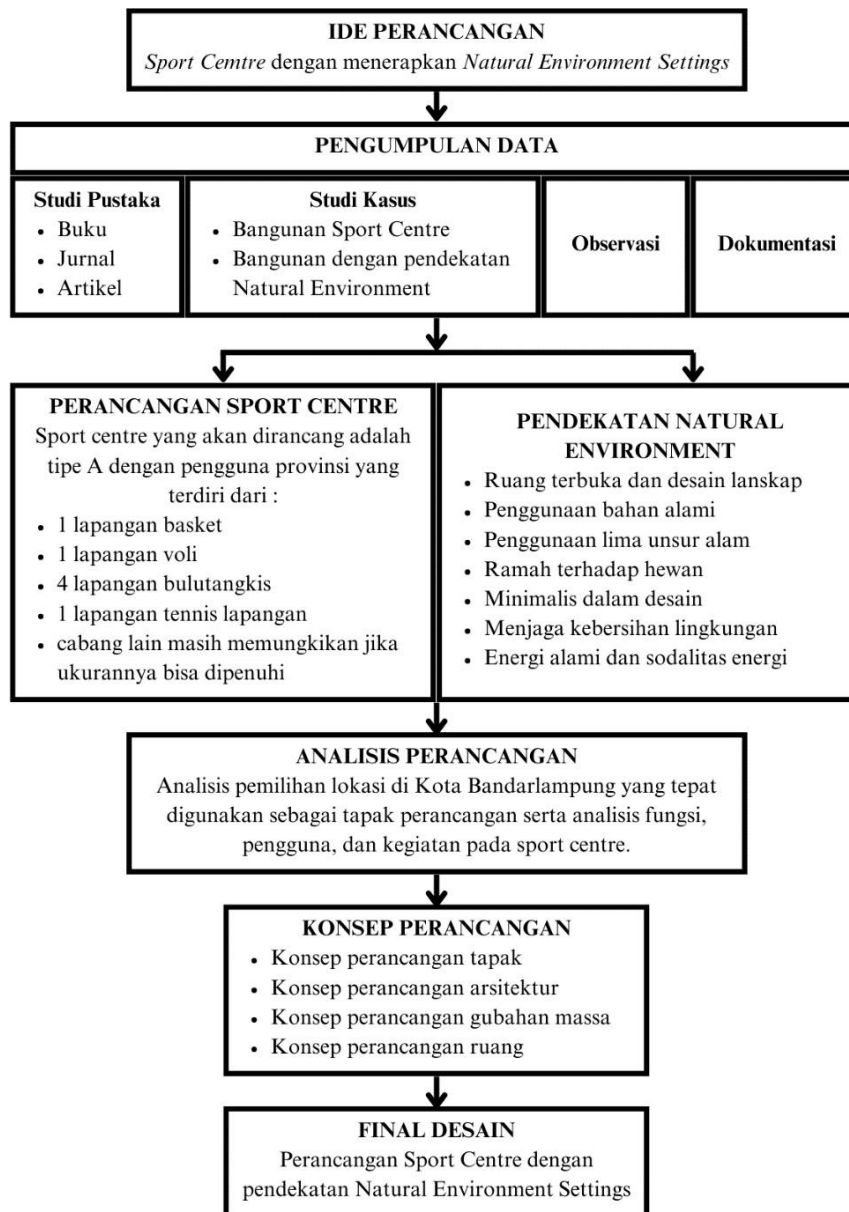 IDE PERANCANGAN
Sport Cemtre dengan menerapkan Natural Environment Settings
PENGUMPULAN DATA
Studi Pustaka
• Buku
• Jurnal
• Artikel
Studi Kasus
• Bangunan Sport Centre
• Bangunan dengan pendekatan
Natural Environment
Observasi
Dokumentasi
PERANCANGAN SPORT CENTRE
Sport centre yang akan dirancang adalah
tipe A dengan pengguna provinsi yang
terdiri dari :
• 1 lapangan basket
• 1 lapangan voli
• 4 lapangan bulutangkis
• 1 lapangan tennis lapangan
• cabang lain masih memungkikan jika
ukurannya bisa dipenuhi
PENDEKATAN NATURAL
ENVIRONMENT
• Ruang terbuka dan desain lanskap
• Penggunaan bahan alami
• Penggunaan lima unsur alam
• Ramah terhadap hewan
• Minimalis dalam desain
• Menjaga kebersihan lingkungan
• Energi alami dan sodalitas energi
ANALISIS PERANCANGAN
Analisis pemilihan lokasi di Kota Bandarlampung yang tepat
digunakan sebagai tapak perancangan serta analisis fungsi,
pengguna, dan kegiatan pada sport centre.
KONSEP PERANCANGAN
• Konsep perancangan tapak
• Konsep perancangan arsitektur
• Konsep perancangan gubahan massa
• Konsep perancangan ruang
FINAL DESAIN
Perancangan Sport Centre dengan
pendekatan Natural Environment Settings